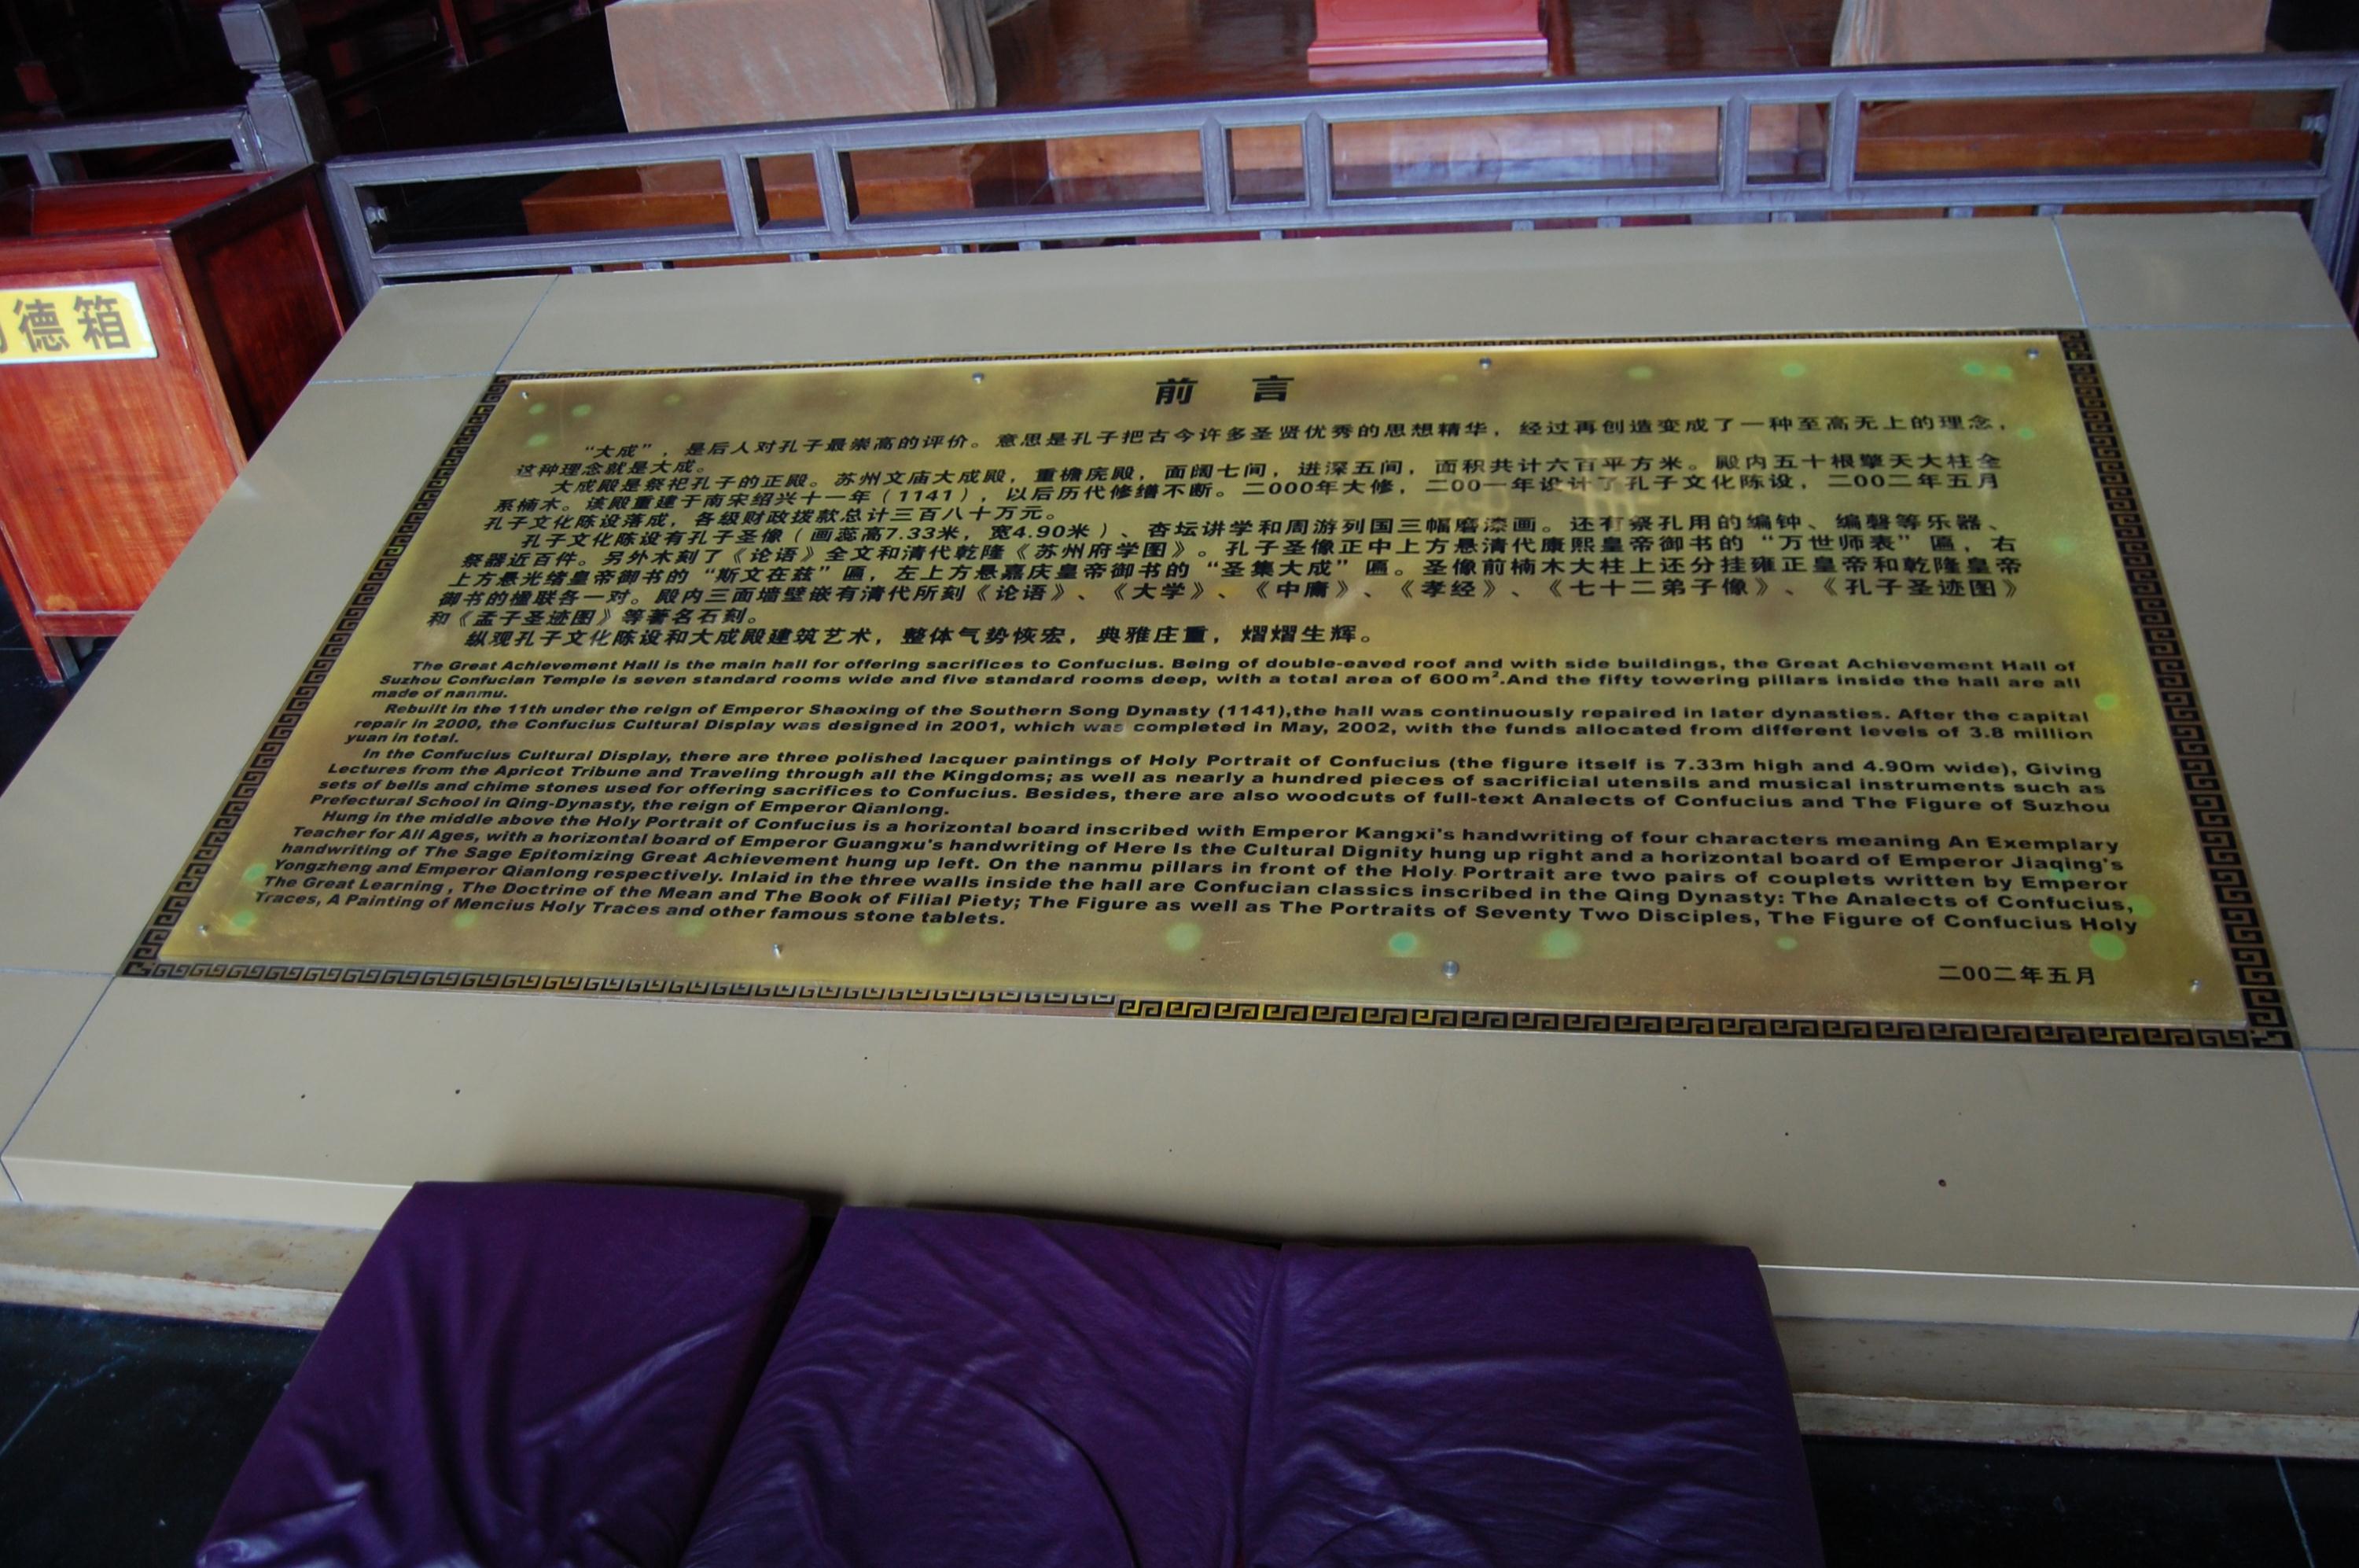 德箱
前言
“大成”，是后人对孔子最崇高的评价。意思是孔子把古今许多圣贤优秀的思想精华，经过再创造变成了一种至高无上的理念，
这种理念就是大成。
大成殿是祭祀孔子的正殿。苏州文庙大成殿，重檐庑殿，面阔七间，进深五间，面积共计六百平方米。殿内五十根擎天大柱全
系楠木。该殿重建于南宋绍兴十一年（1141），以后历代修缮不断。二000年大修，二00一年设计了孔子文化陈设，二00二年五月
孔子文化陈设落成，各级财政拨款总计三百八十万元。
孔子文化陈设有孔子圣像（画蕊高7.33米，宽4.90米）、杏坛讲学和周游列国三幅磨漆画。还有祭孔用的编钟、编磬等乐器、
祭器近百件。另外木刻了《论语》全文和清代乾隆《苏州府学图》。孔子圣像正中上方悬清代康熙皇帝御书的“万世师表”匾，右
上方悬光绪皇帝御书的“斯文在兹”匾，左上方悬嘉庆皇帝御书的“圣集大成”匾。圣像前楠木大柱上还分挂雍正皇帝和乾隆皇帝
御书的楹联各一对。殿内三面墙壁嵌有清代所刻《论语》、《大学》、《中庸》、《孝经》、《七十二弟子像》、《孔子圣迹图》
和《孟子圣迹图》等著名石刻。
纵观孔子文化陈设和大成殿建筑艺术，整体气势恢宏，典雅庄重，熠熠生辉。
The Great Achievement Hall is the main hall for offering sacrifices to Confucius. Being of double-eaved roof and with side buildings, the Great Achievement Hall of
Suzhou Confucian Temple is seven standard rooms wide and five standard rooms deep, with a total area of 600m².And the fifty towering pillars inside the hall are all
made of nanmu.
Rebuilt in the 11th under the reign of Emperor Shaoxing of the Southern Song Dynasty (1141),the hall was continuously repaired in later dynasties. After the capital
repair in 2000, the Confucius Cultural Display was designed in 2001, which was completed in May, 2002, with the funds allocated from different levels of 3.8 million
yuan in total.
In the Confucius Cultural Display, there are three polished lacquer paintings of Holy Portrait of Confucius (the figure itself is 7.33m high and 4.90m wide), Giving
Lectures from the Apricot Tribune and Traveling through all the Kingdoms; as well as nearly a hundred pieces of sacrificial utensils and musical instruments such as
sets of bells and chime stones used for offering sacrifices to Confucius. Besides, there are also woodcuts of full-text Analects of Confucius and The Figure of Suzhou
Prefectural School in Qing-Dynasty, the reign of Emperor Qianlong.
Hung in the middle above the Holy Portrait of Confucius is a horizontal board inscribed with Emperor Kangxi's handwriting of four characters meaning An Exemplary
Teacher for All Ages, with a horizontal board of Emperor Guangxu's handwriting of Here Is the Cultural Dignity hung up right and a horizontal board of Emperor Jiaqing's
handwriting of The Sage Epitomizing Great Achievement hung up left. On the nanmu pillars in front of the Holy Portrait are two pairs of couplets written by Emperor
Yongzheng and Emperor Qianlong respectively. Inlaid in the three walls inside the hall are Confucian classics inscribed in the Qing Dynasty: The Analects of Confucius,
The Great Learning , The Doctrine of the Mean and The Book of Filial Piety; The Figure as well as The Portraits of Seventy Two Disciples, The Figure of Confucius Holy
Traces, A Painting of Mencius Holy Traces and other famous stone tablets.
二00二年五月